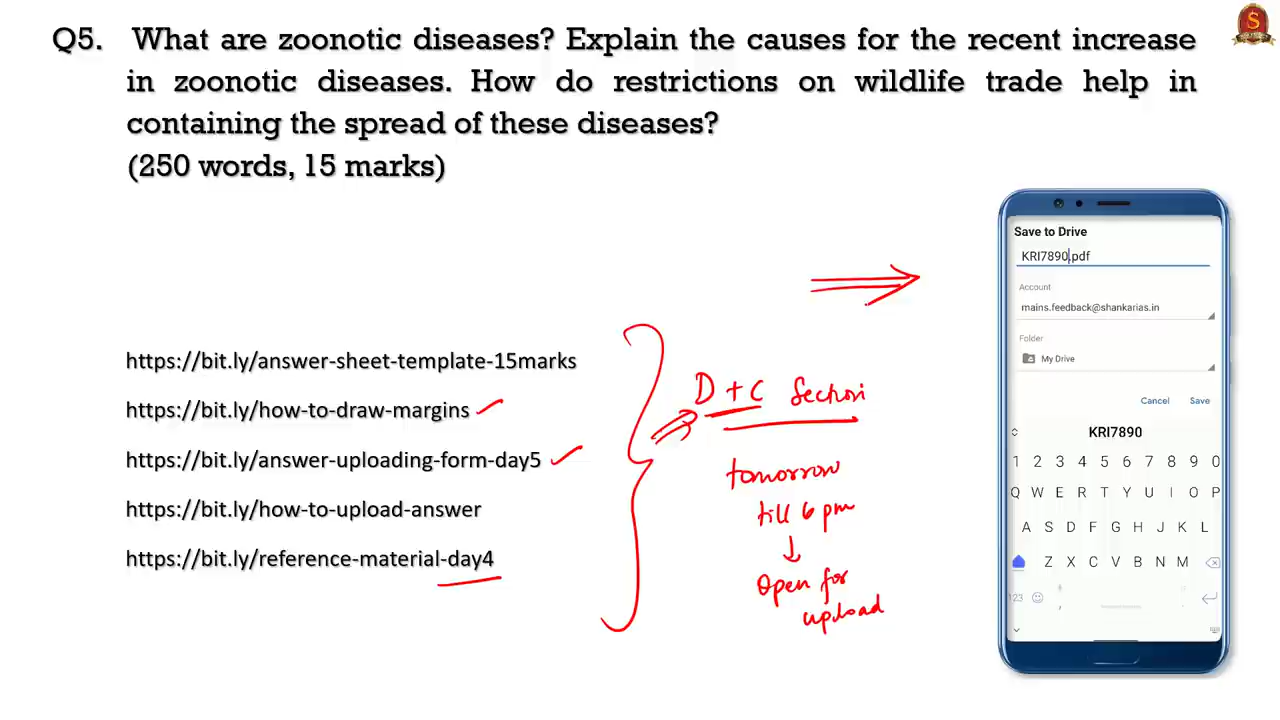 Q5. What are zoonotic diseases? Explain the causes for the recent increase
in zoonotic diseases. How do restrictions on wildlife trade help in
containing the spread of these diseases?
(250 words, 15 marks)
https://bit.ly/answer-sheet-template-15marks
https://bit.ly/how-to-draw-margins
https://bit.ly/answer-uploading-form-day5
https://bit.ly/how-to-upload-answer
https://bit.ly/reference-material-day4
D + C Section
tomorrow
till 6 pm
Open for
upload
Save to Drive
KRI7890.pdf
Account
mains.feedback@shankarias.in
Folder
My Drive
Cancel Save
KRI7890
1 2 3 4 5 6 7 8 9 0
Q W E R T Y U I O P
A S D F G H J K L
Z X C V B N M
123 , .